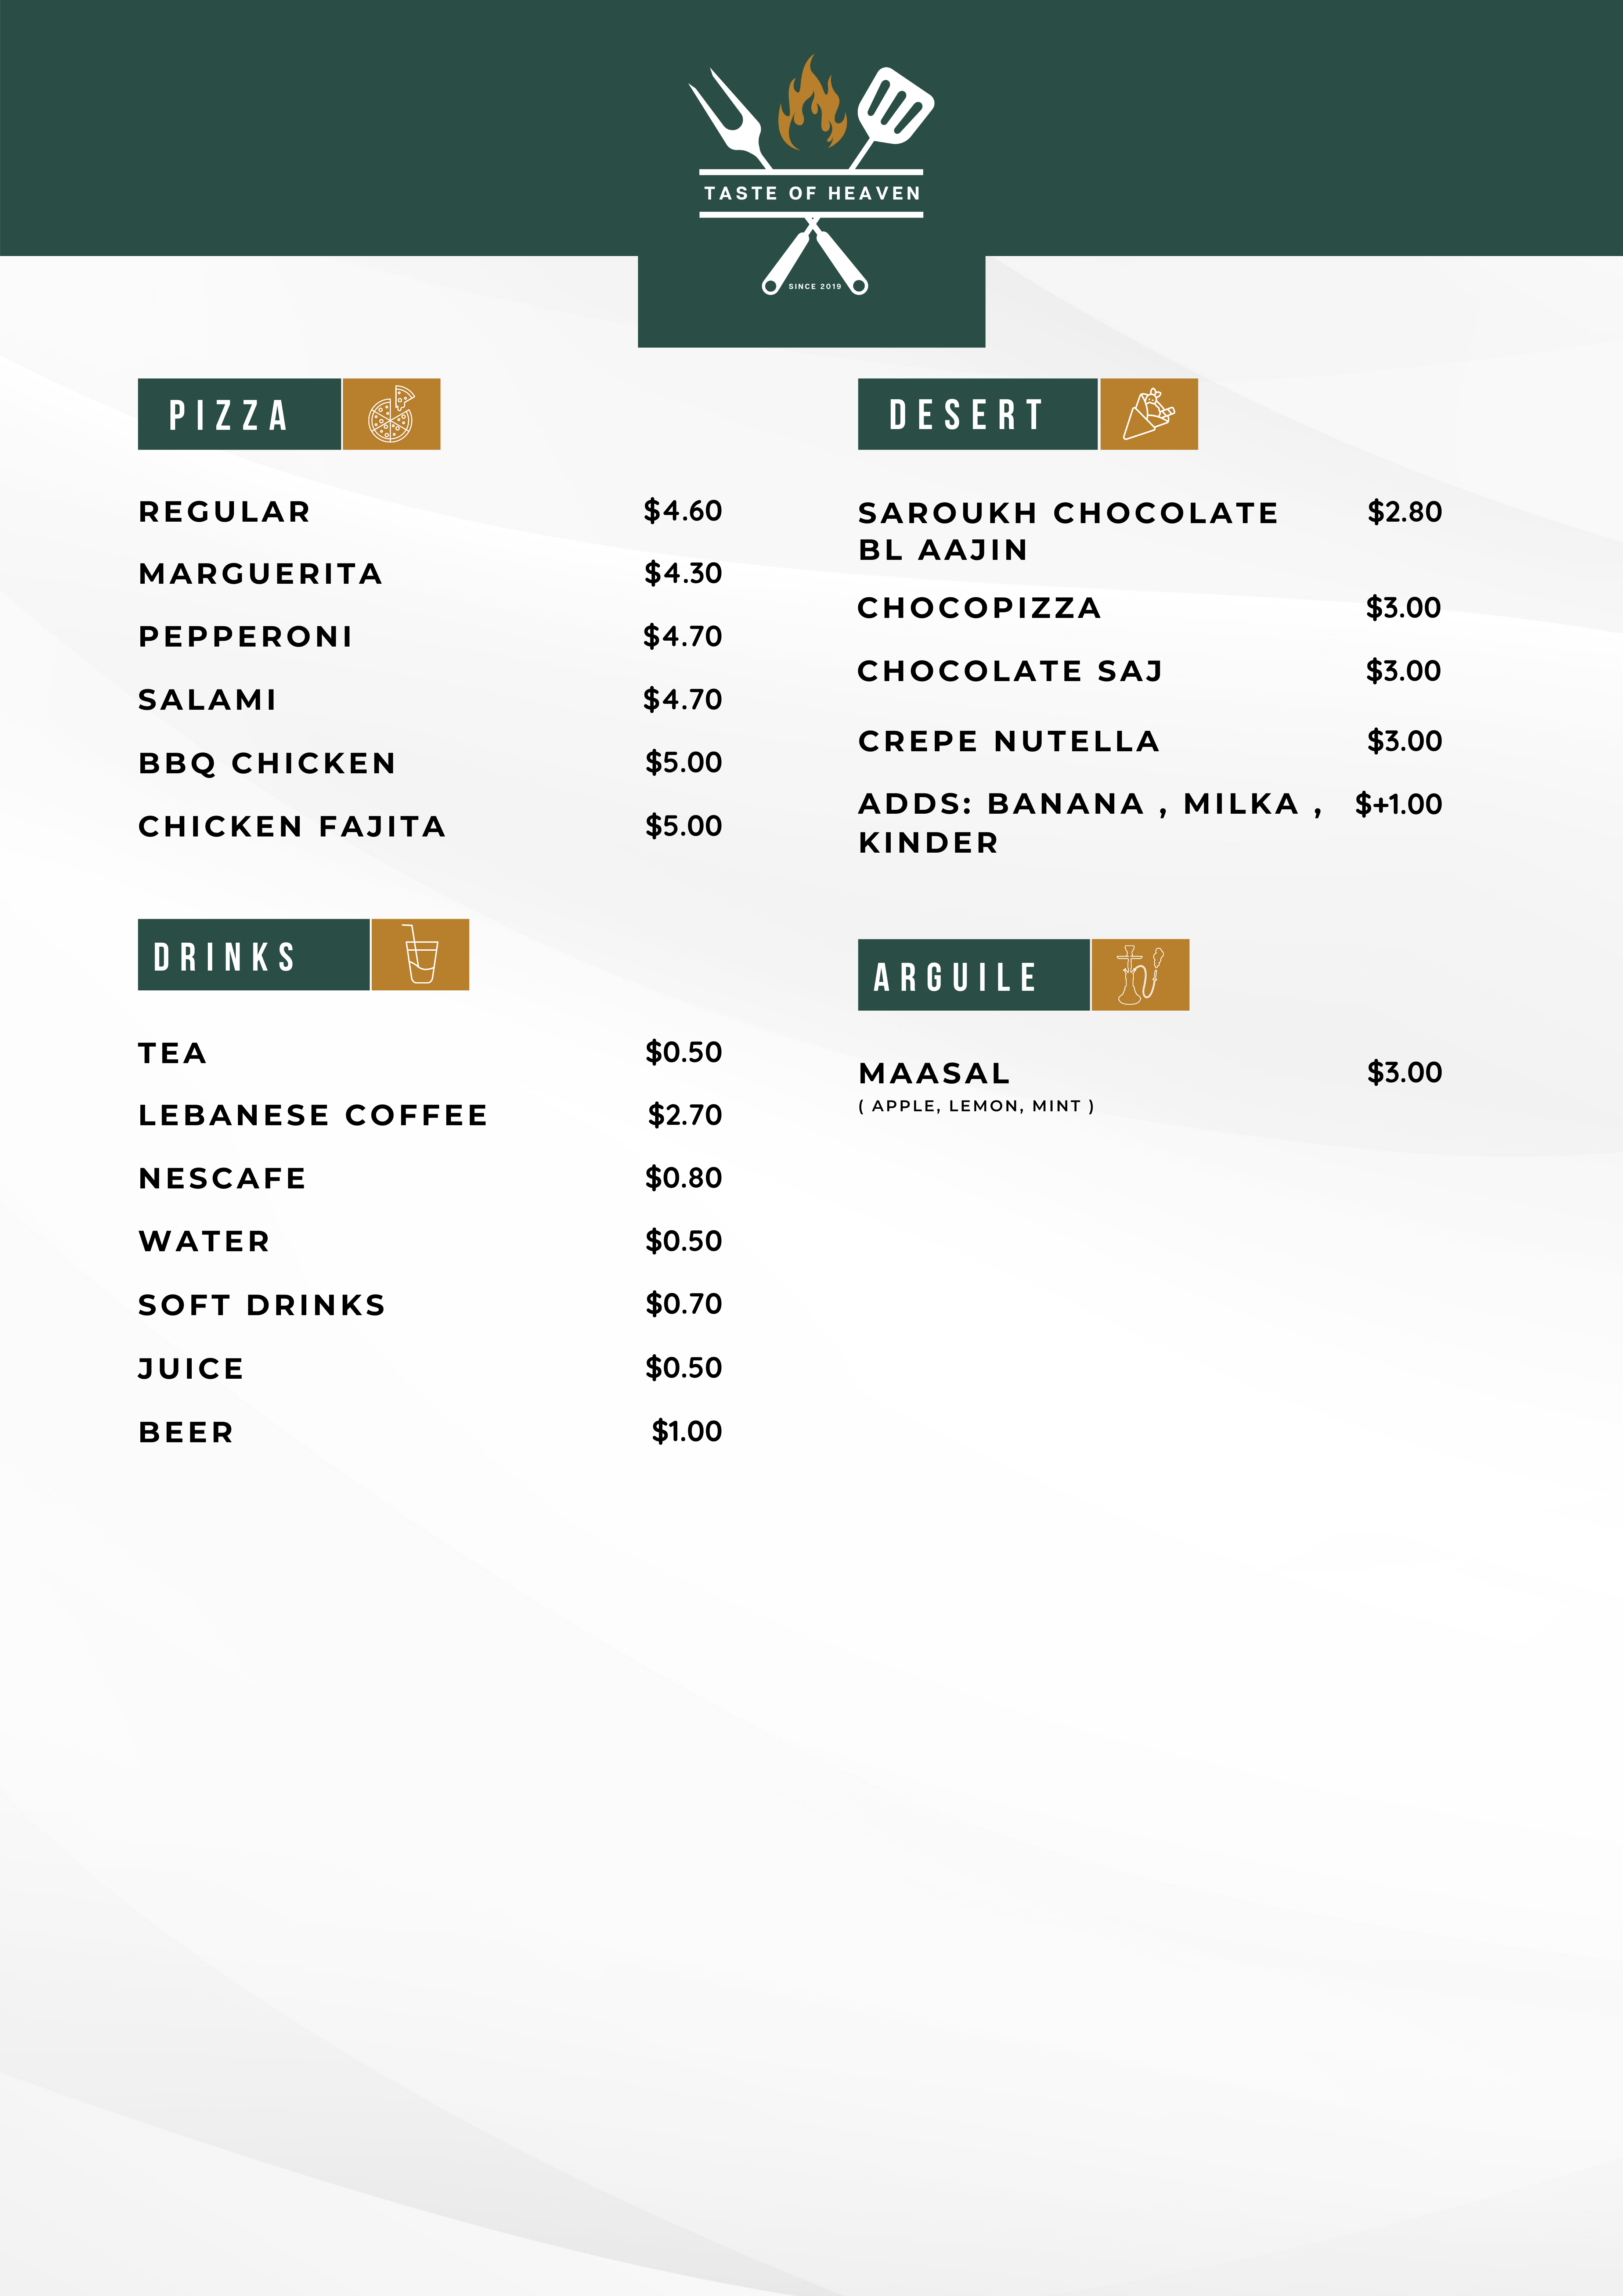 TASTE OF HEAVEN
SINCE 2019
PIZZA
REGULAR $4.60
MARGUERITA $4.30
PEPPERONI $4.70
SALAMI $4.70
BBQ CHICKEN $5.00
CHICKEN FAJITA $5.00
DRINKS
TEA $0.50
LEBANESE COFFEE $2.70
NESCAFE $0.80
WATER $0.50
SOFT DRINKS $0.70
JUICE $0.50
BEER $1.00
DESERT
SAROUKH CHOCOLATE $2.80
BL AAJIN
CHOCOPIZZA $3.00
CHOCOLATE SAJ $3.00
CREPE NUTELLA $3.00
ADDS: BANANA , MILKA , $+1.00
KINDER
ARGUILE
MAASAL $3.00
( APPLE, LEMON, MINT )